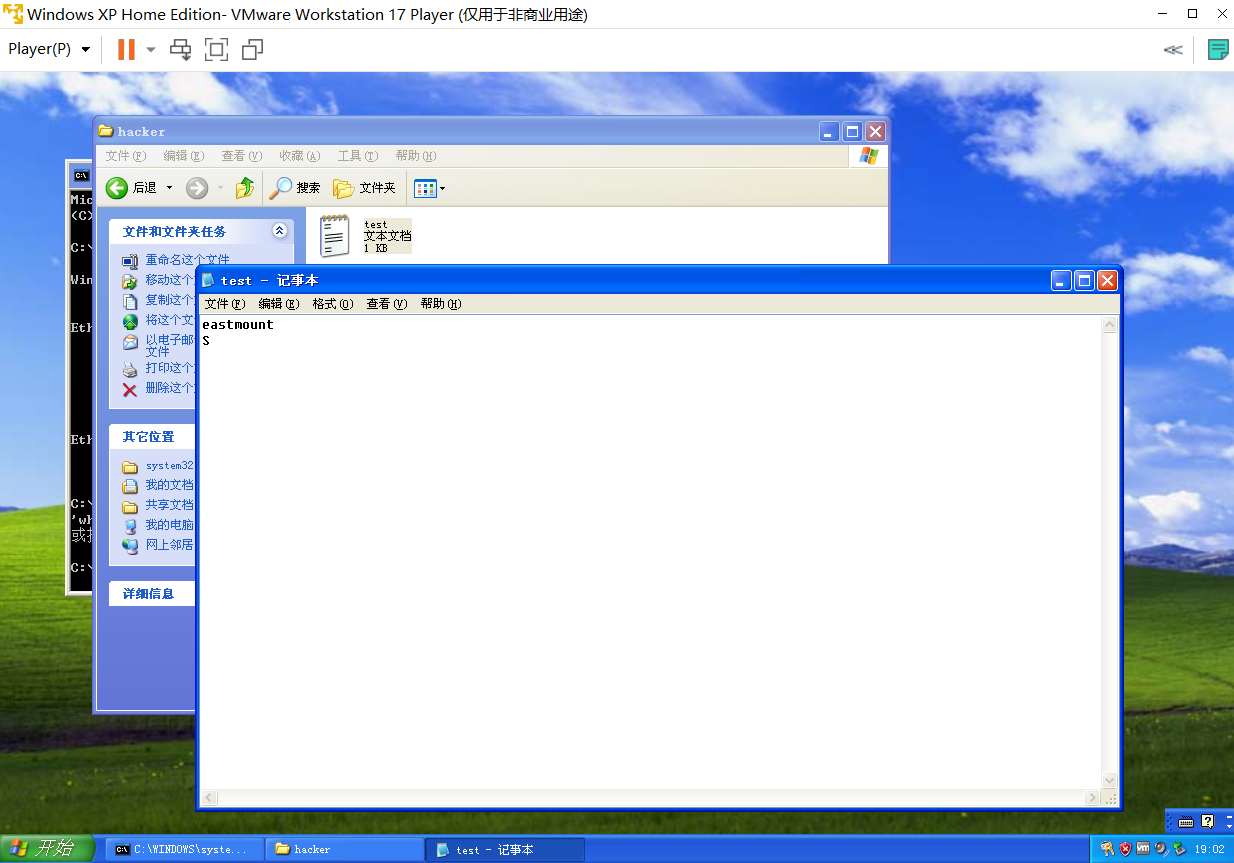 Windows XP Home Edition- VMware Workstation 17 Player (仅用于非商业用途)
Player(P)
hacker
文件(F) 编辑(E) 查看(V) 收藏(A) 工具(T) 帮助(H)
后退 搜索 文件夹
文件和文件夹任务
重命名这个文件
移动这个
复制这个
将这个文
以电子邮
文件
打印这个
删除这个
其它位置
system32
我的文档
共享文档
我的电脑
网上邻居
详细信息
test
文本文档
1 KB
Mic
(C)
C:\
Win
Eth
Eth
C:\
'wh
或批
C:\
test - 记事本
文件(F) 编辑(E) 格式(O) 查看(V) 帮助(H)
eastmount
S
开始 C:\WINDOWS\syste... hacker test - 记事本 19:02